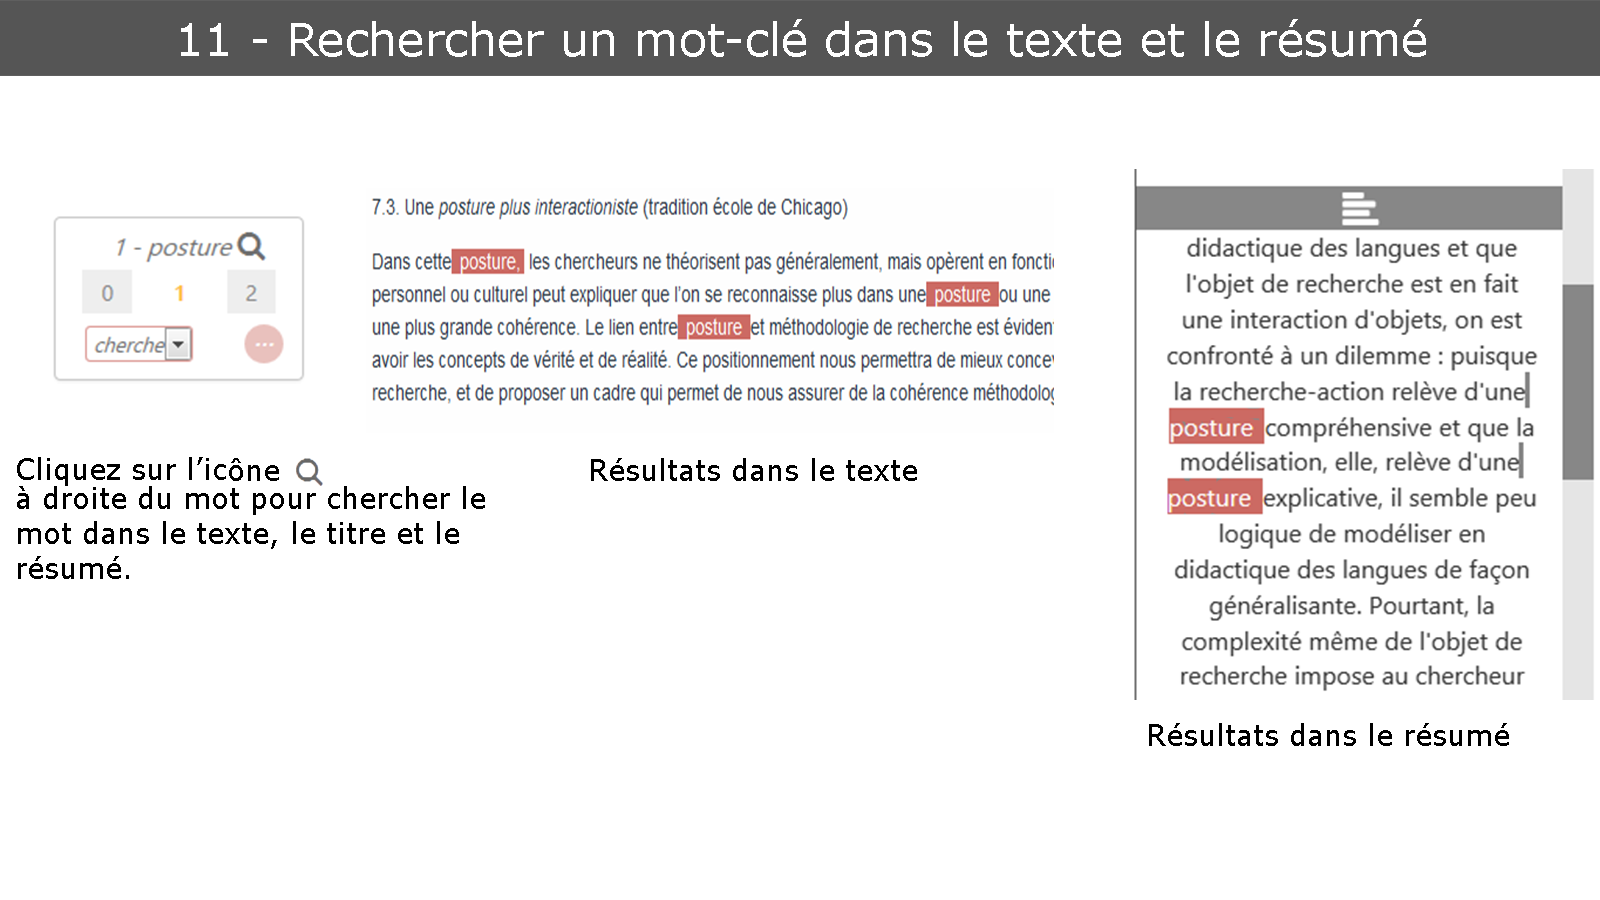 11 - Rechercher un mot-clé dans le texte et le résumé
1 - posture
0 1 2
cherche
Cliquez sur l’icône
à droite du mot pour chercher le
mot dans le texte, le titre et le
résumé.
7.3. Une posture plus interactioniste (tradition école de Chicago)
Dans cette posture, les chercheurs ne théorisent pas généralement, mais opèrent en foncti
personnel ou culturel peut expliquer que l’on se reconnaisse plus dans une posture ou une
une plus grande cohérence. Le lien entre posture et méthodologie de recherche est éviden
avoir les concepts de vérité et de réalité. Ce positionnement nous permettra de mieux conce
recherche, et de proposer un cadre qui permet de nous assurer de la cohérence méthodolo
Résultats dans le texte
didactique des langues et que
l'objet de recherche est en fait
une interaction d'objets, on est
confronté à un dilemme : puisque
la recherche-action relève d'une
posture compréhensive et que la
modélisation, elle, relève d'une
posture explicative, il semble peu
logique de modéliser en
didactique des langues de façon
généralisante. Pourtant, la
complexité même de l'objet de
recherche impose au chercheur
Résultats dans le résumé